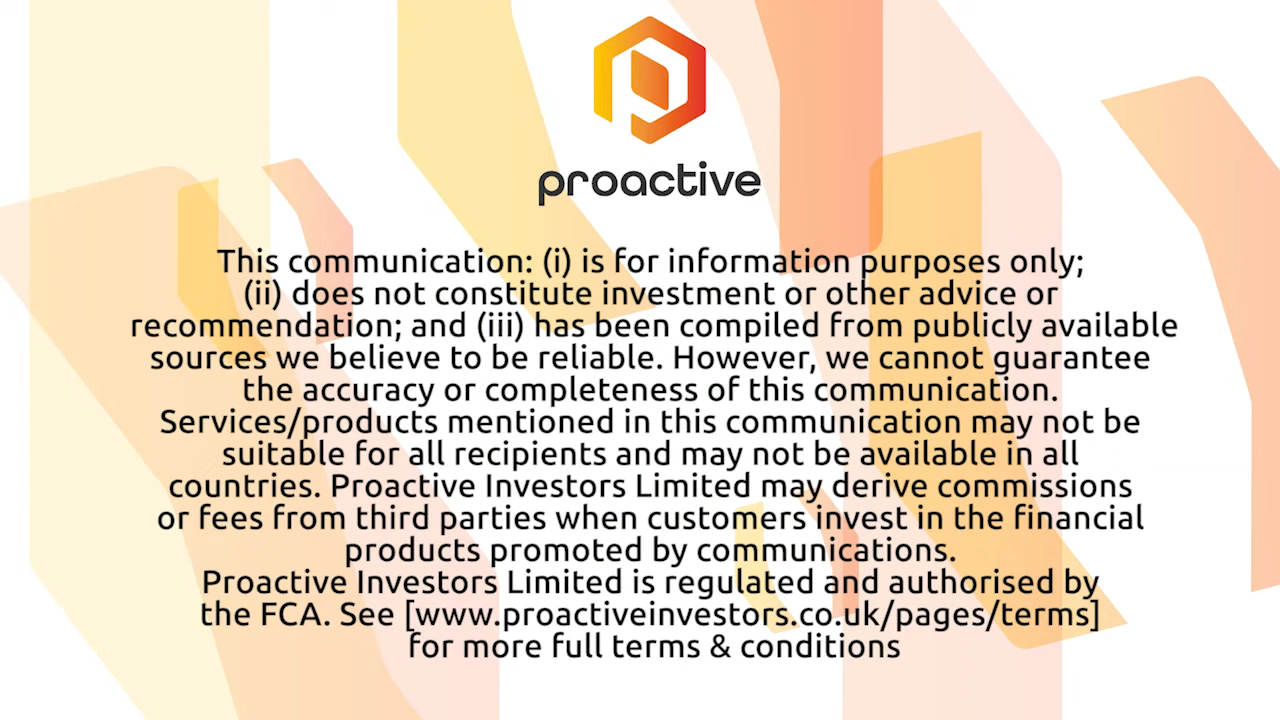 proactive
This communication: (i) is for information purposes only;
(ii) does not constitute investment or other advice or
recommendation; and (iii) has been compiled from publicly available
sources we believe to be reliable. However, we cannot guarantee
the accuracy or completeness of this communication.
Services/products mentioned in this communication may not be
suitable for all recipients and may not be available in all
countries. Proactive Investors Limited may derive commissions
or fees from third parties when customers invest in the financial
products promoted by communications.
Proactive Investors Limited is regulated and authorised by
the FCA. See [www.proactiveinvestors.co.uk/pages/terms]
for more full terms & conditions